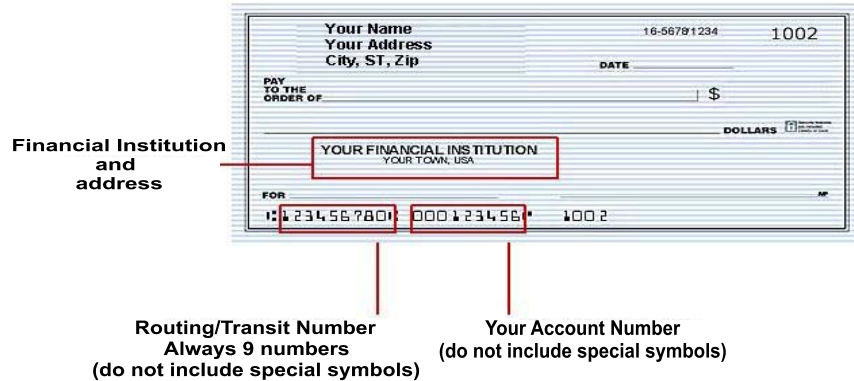 Your Name
Your Address
City, ST, Zip
16-5678/1234
1002
DATE
PAY
TO THE
ORDER OF
$
DOLLARS
Financial Institution
and
address
YOUR FINANCIAL INSTITUTION
YOUR TOWN, USA
FOR
MP
⑆123456780⑆ 000123456⑈ 1002
Routing/Transit Number
Always 9 numbers
(do not include special symbols)
Your Account Number
(do not include special symbols)